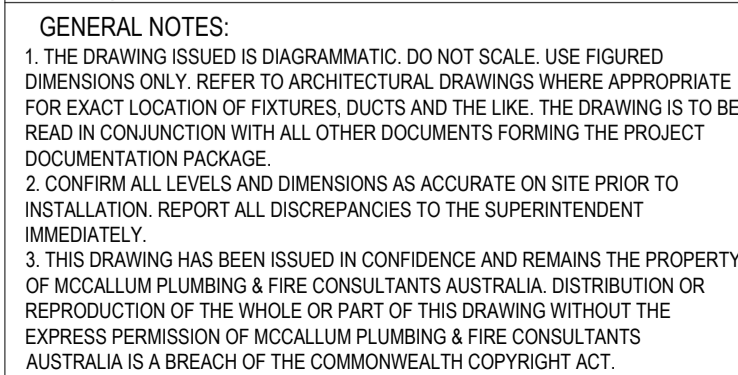 GENERAL NOTES:
1. THE DRAWING ISSUED IS DIAGRAMMATIC. DO NOT SCALE. USE FIGURED
DIMENSIONS ONLY. REFER TO ARCHITECTURAL DRAWINGS WHERE APPROPRIATE
FOR EXACT LOCATION OF FIXTURES, DUCTS AND THE LIKE. THE DRAWING IS TO BE
READ IN CONJUNCTION WITH ALL OTHER DOCUMENTS FORMING THE PROJECT
DOCUMENTATION PACKAGE.
2. CONFIRM ALL LEVELS AND DIMENSIONS AS ACCURATE ON SITE PRIOR TO
INSTALLATION. REPORT ALL DISCREPANCIES TO THE SUPERINTENDENT
IMMEDIATELY.
3. THIS DRAWING HAS BEEN ISSUED IN CONFIDENCE AND REMAINS THE PROPERTY
OF MCCALLUM PLUMBING & FIRE CONSULTANTS AUSTRALIA. DISTRIBUTION OR
REPRODUCTION OF THE WHOLE OR PART OF THIS DRAWING WITHOUT THE
EXPRESS PERMISSION OF MCCALLUM PLUMBING & FIRE CONSULTANTS
AUSTRALIA IS A BREACH OF THE COMMONWEALTH COPYRIGHT ACT.